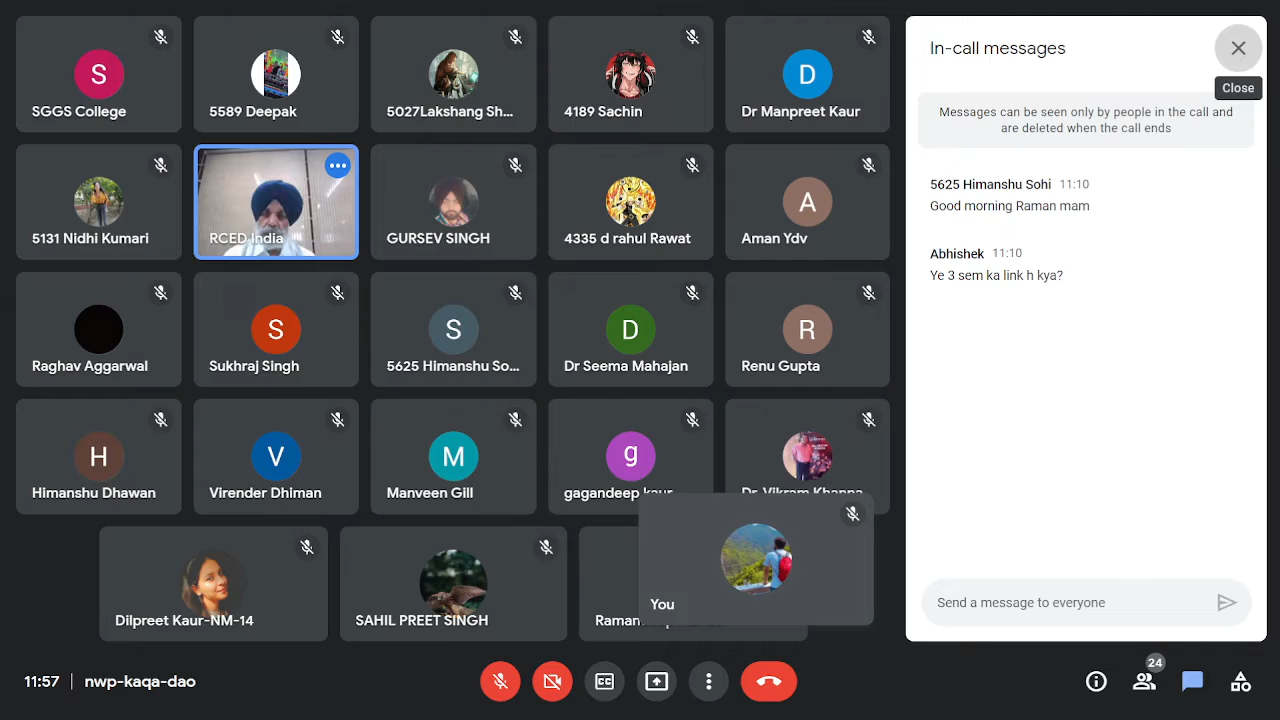 S
SGGS College
5589 Deepak
5027Lakshang Sh...
4189 Sachin
D
Dr Manpreet Kaur
5131 Nidhi Kumari
RCED India
GURSEV SINGH
4335 d rahul Rawat
A
Aman Ydv
Raghav Aggarwal
S
Sukhraj Singh
S
5625 Himanshu So...
D
Dr Seema Mahajan
R
Renu Gupta
H
Himanshu Dhawan
V
Virender Dhiman
M
Manveen Gill
g
gagandeep kaur
Dr. Vikram Khanna
Dilpreet Kaur-NM-14
SAHIL PREET SINGH
You
In-call messages
Close
Messages can be seen only by people in the call and
are deleted when the call ends
5625 Himanshu Sohi 11:10
Good morning Raman mam
Abhishek 11:10
Ye 3 sem ka link h kya?
Send a message to everyone
11:57 | nwp-kaqa-dao
CC
24